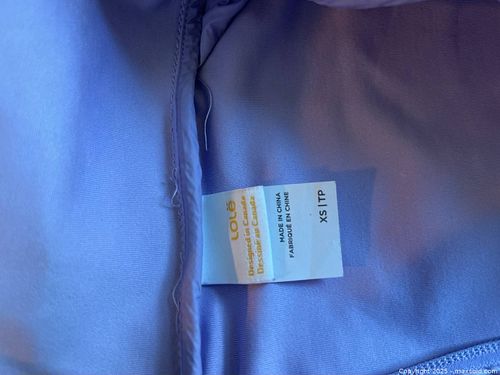 Lolë
Designed in Canada
Dessiné au Canada
MADE IN CHINA
FABRIQUÉ EN CHINE
XS | TP
Copyright 2025 - maxsold.com